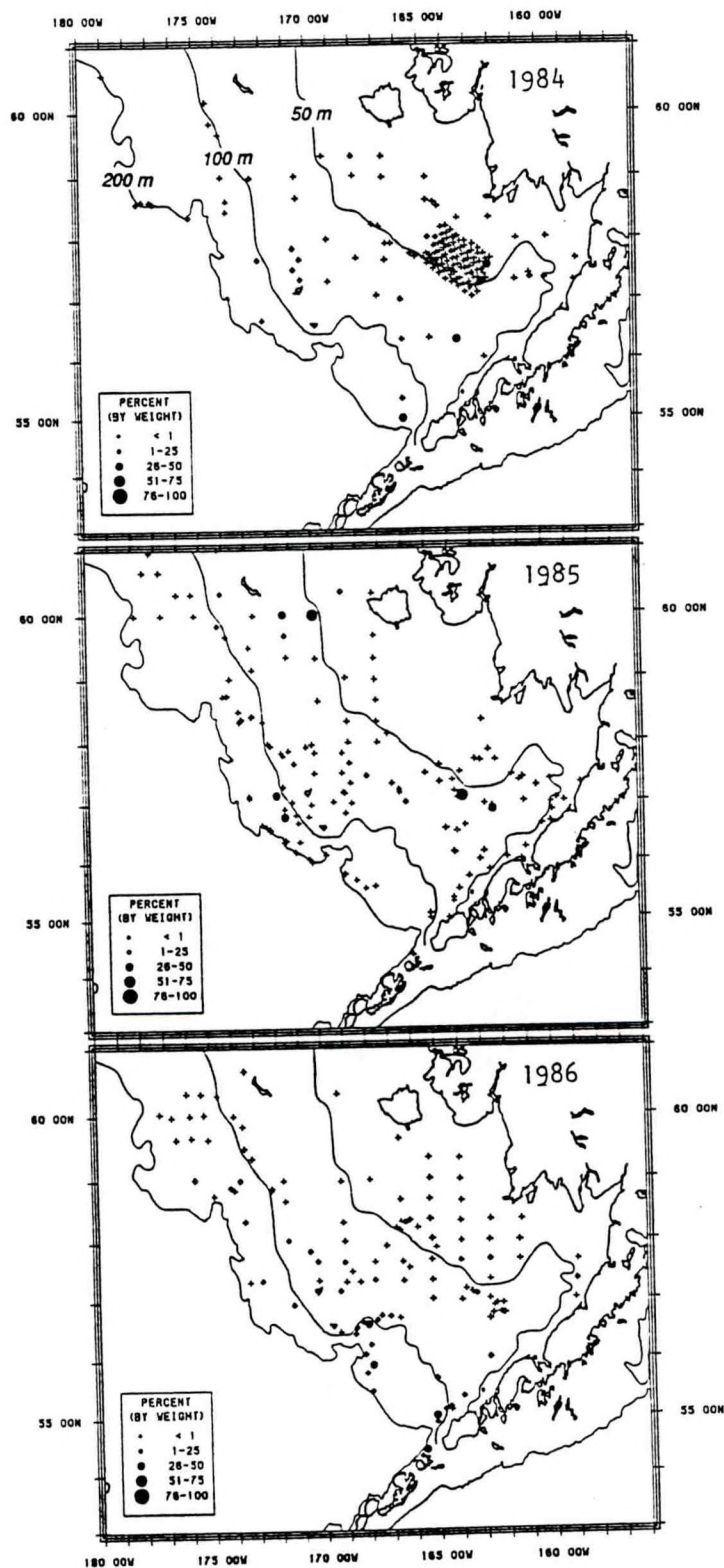 180 00W 175 00W 170 00W 165 00W 160 00W
1984
60 00N 60 00N
50 m
100 m
200 m
PERCENT
(BY WEIGHT)
< 1
1-25
26-50
51-75
76-100
55 00N 55 00N
1985
60 00N 60 00N
PERCENT
(BY WEIGHT)
< 1
1-25
26-50
51-75
76-100
55 00N 55 00N
1986
60 00N 60 00N
PERCENT
(BY WEIGHT)
< 1
1-25
26-50
51-75
76-100
55 00N 55 00N
180 00W 175 00W 170 00W 165 00W 160 00W